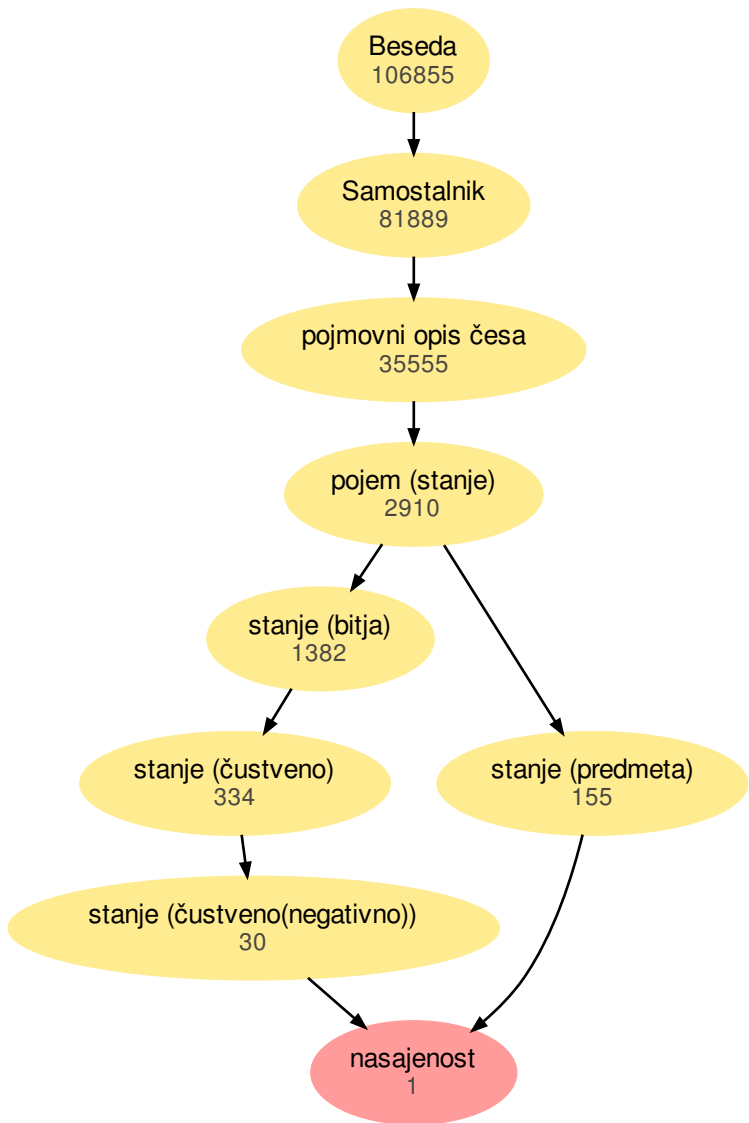 Beseda
106855
Samostalnik
81889
pojmovni opis česa
35555
pojem (stanje)
2910
stanje (bitja)
1382
stanje (čustveno)
334
stanje (predmeta)
155
stanje (čustveno(negativno))
30
nasajenost
1